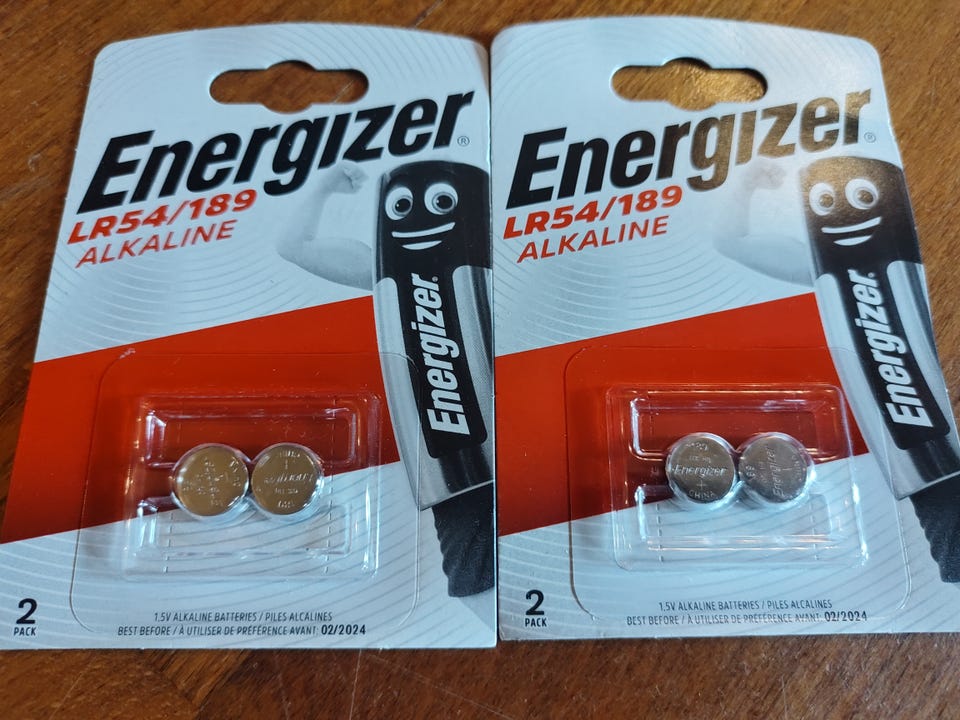 Energizer®
LR54/189
ALKALINE
Energizer®
2
PACK
1.5V ALKALINE BATTERIES / PILES ALCALINES
BEST BEFORE / À UTILISER DE PRÉFÉRENCE AVANT: 02/2024
Energizer®
LR54/189
ALKALINE
Energizer®
Energizer
CHINA
Energizer
2
PACK
1.5V ALKALINE BATTERIES / PILES ALCALINES
BEST BEFORE / À UTILISER DE PRÉFÉRENCE AVANT: 02/2024